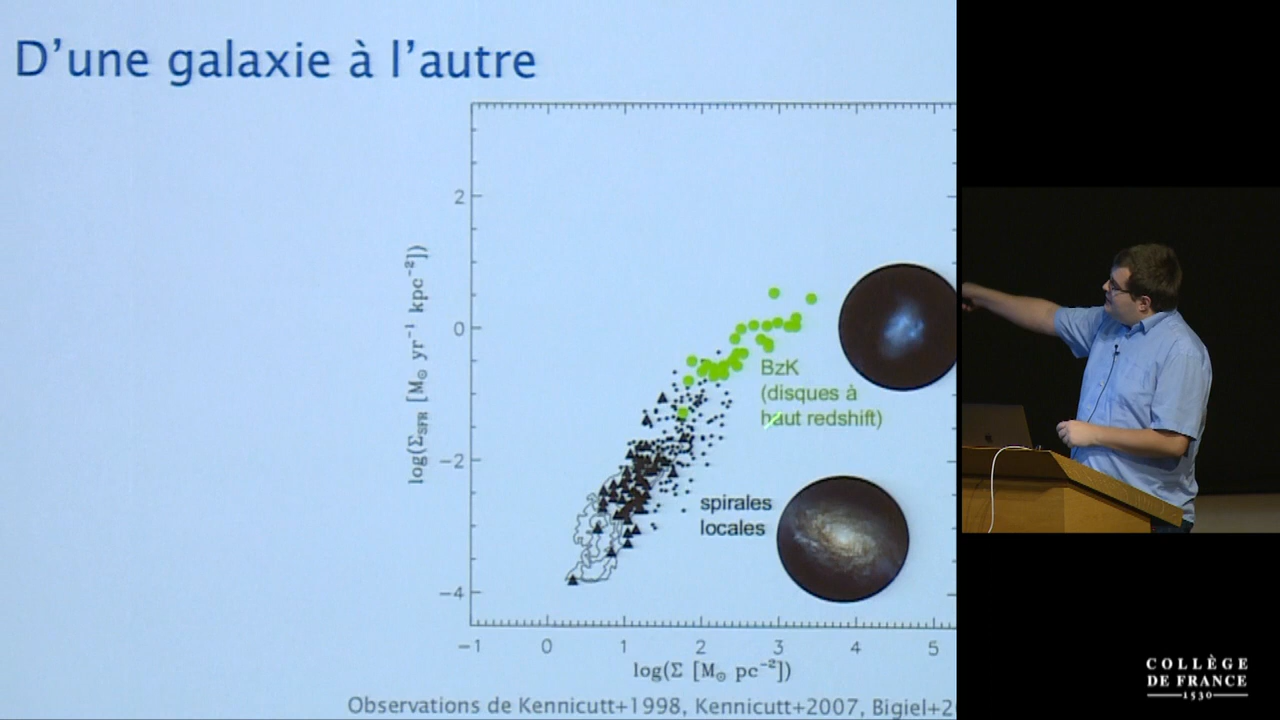 D'une galaxie à l'autre
2
0
−2
−4
log(Σ_SFR [M⊙ yr⁻¹ kpc⁻²])
BzK
(disques à
haut redshift)
spirales
locales
−1 0 1 2 3 4 5
log(Σ [M⊙ pc⁻²])
Observations de Kennicutt+1998, Kennicutt+2007, Bigiel+2
COLLÈGE
DE FRANCE
1530